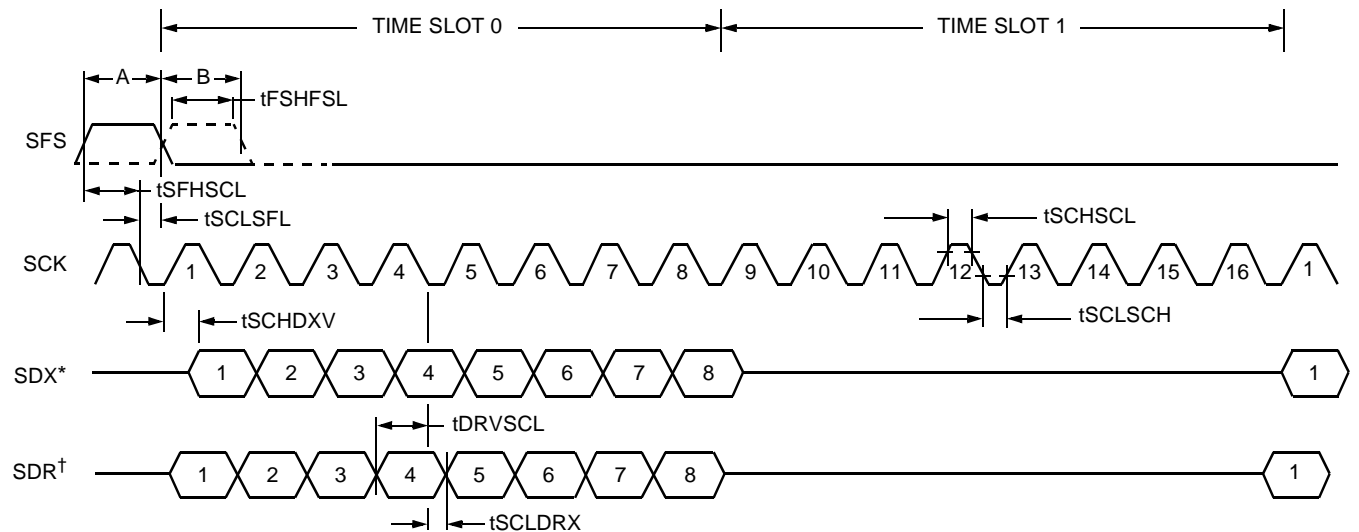 TIME SLOT 0 TIME SLOT 1
A B
tFSHFSL
SFS
tSFHSCL
tSCLSFL
tSCHSCL
SCK 1 2 3 4 5 6 7 8 9 10 11 12 13 14 15 16 1
tSCHDXV
tSCLSCH
SDX* 1 2 3 4 5 6 7 8 1
tDRVSCL
SDR† 1 2 3 4 5 6 7 8 1
tSCLDRX